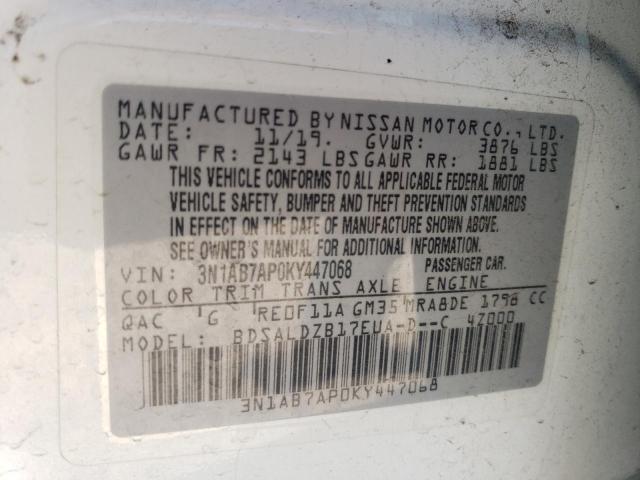 MANUFACTURED BY NISSAN MOTOR CO., LTD.
DATE: 11/19. GVWR: 3876 LBS
GAWR FR: 2143 LBS GAWR RR: 1881 LBS
THIS VEHICLE CONFORMS TO ALL APPLICABLE FEDERAL MOTOR
VEHICLE SAFETY, BUMPER AND THEFT PREVENTION STANDARDS
IN EFFECT ON THE DATE OF MANUFACTURE SHOWN ABOVE.
SEE OWNER'S MANUAL FOR ADDITIONAL INFORMATION.
VIN: 3N1AB7AP0KY447068 PASSENGER CAR.
COLOR TRIM TRANS AXLE ENGINE
QAC G RE0F11A GM35 MRA8DE 1798 CC
MODEL: BDSALDZB17EUA-D--C 4Z000
3N1AB7AP0KY447068